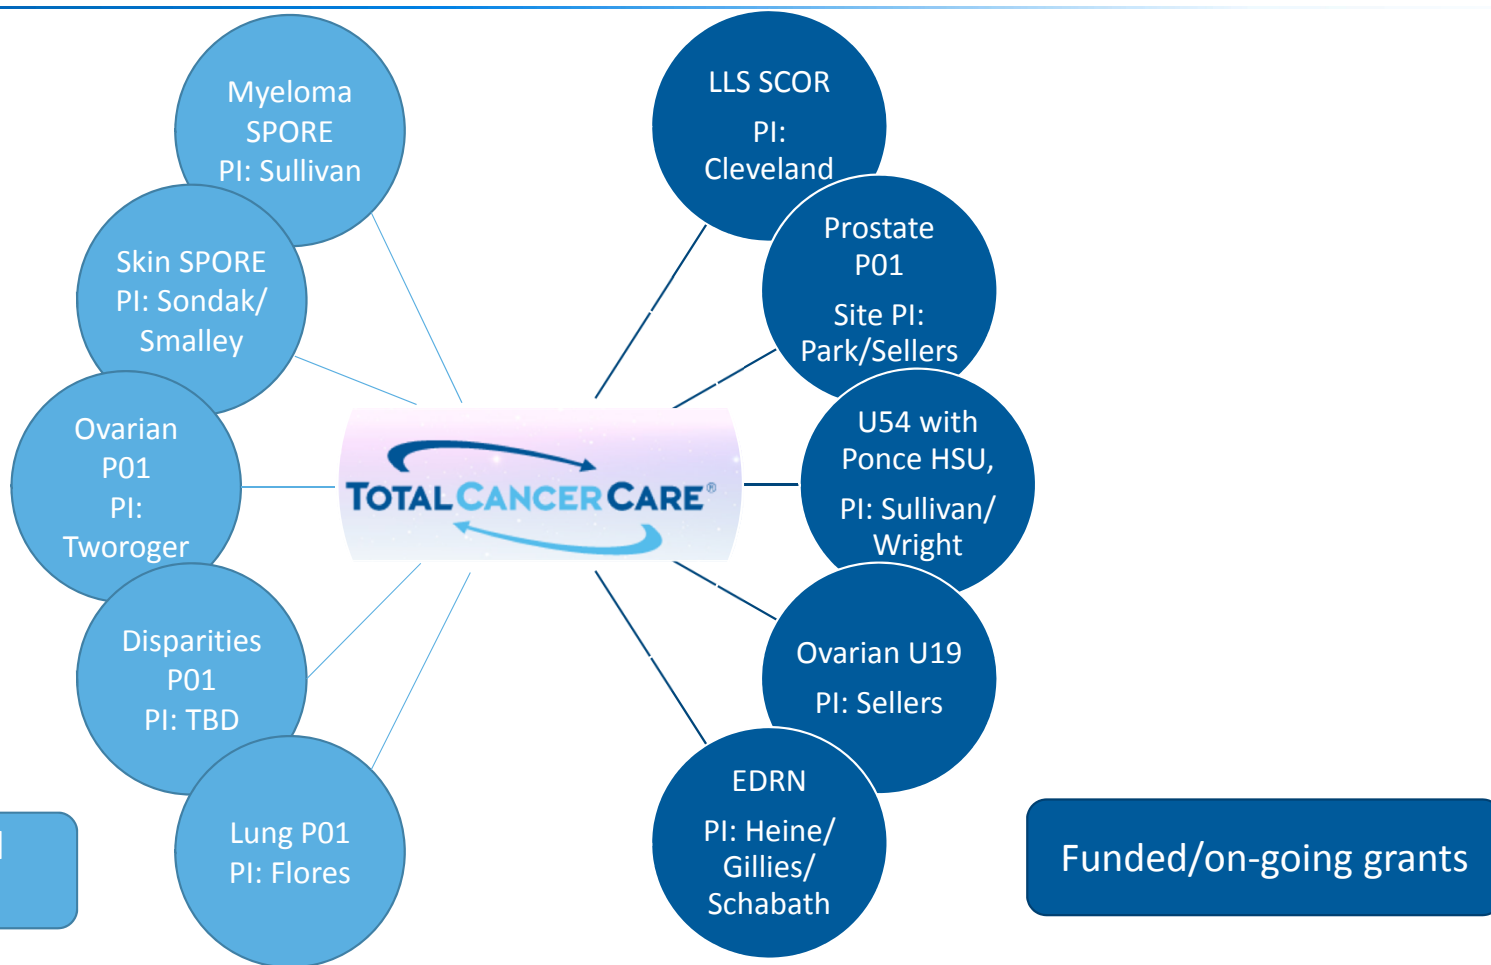 Myeloma
SPORE
PI: Sullivan
Skin SPORE
PI: Sondak/
Smalley
Ovarian
P01
PI:
Tworoger
Disparities
P01
PI: TBD
Lung P01
PI: Flores
TOTAL CANCER CARE®
LLS SCOR
PI:
Cleveland
Prostate
P01
Site PI:
Park/Sellers
U54 with
Ponce HSU,
PI: Sullivan/
Wright
Ovarian U19
PI: Sellers
EDRN
PI: Heine/
Gillies/
Schabath
Funded/on-going grants